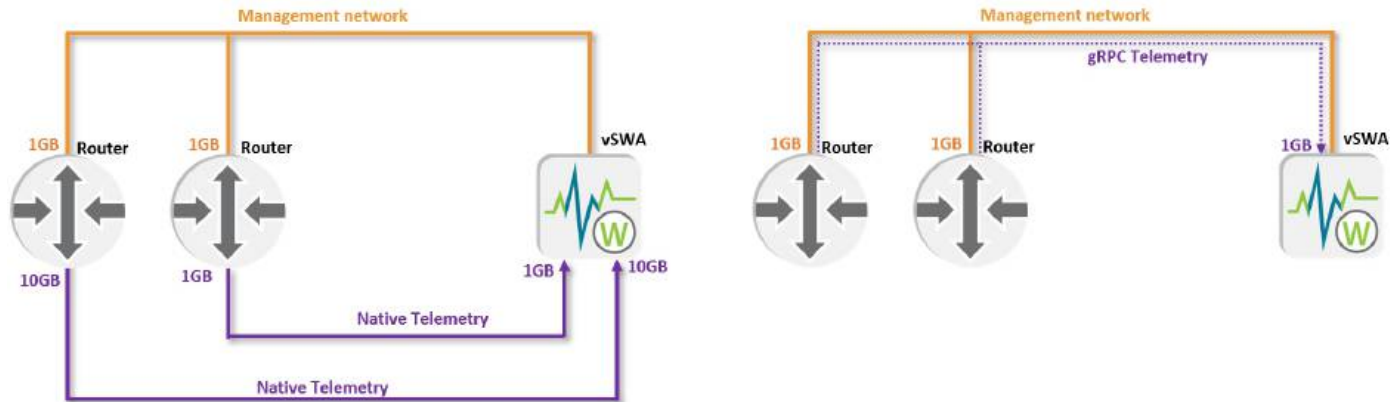 Management network
1GB
Router
1GB
Router
vSWA
W
10GB
1GB
1GB
10GB
Native Telemetry
Native Telemetry
Management network
gRPC Telemetry
1GB
Router
1GB
Router
1GB
vSWA
W